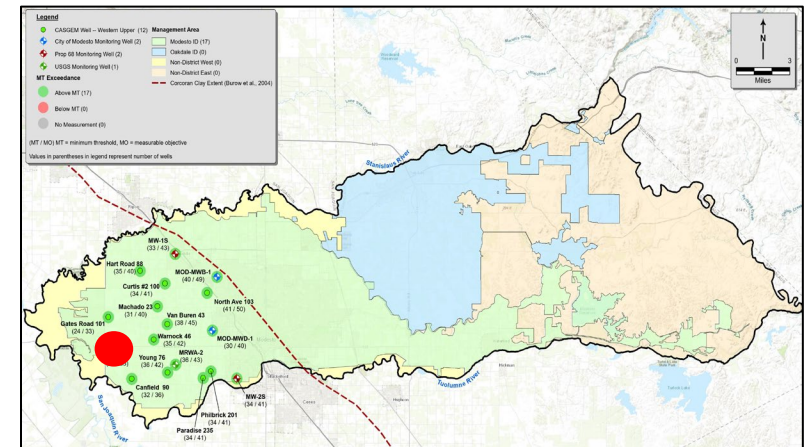 Legend
CASGEM Well – Western Upper (12)
City of Modesto Monitoring Well (2)
Prop 68 Monitoring Well (2)
USGS Monitoring Well (1)
MT Exceedance
Above MT (17)
Below MT (0)
No Measurement (0)
Management Area
Modesto ID (17)
Oakdale ID (0)
Non-District West (0)
Non-District East (0)
Corcoran Clay Extent (Burow et al., 2004)
(MT / MO) MT = minimum threshold, MO = measurable objective
Values in parentheses in legend represent number of wells
N
0 3
Miles
Stanislaus River
MW-1S
(33 / 43)
Hart Road 88
(35 / 40)
MOD-MWB-1
(40 / 49)
Curtis #2 100
(34 / 41)
North Ave 103
(41 / 50)
Machado 23
(31 / 40)
Van Buren 43
(38 / 45)
Gates Road 101
(24 / 33)
Warnock 46
(35 / 42)
MOD-MWD-1
(30 / 40)
MRWA-2
(36 / 43)
Young 76
(36 / 42)
Canfield 90
(32 / 36)
MW-2S
(34 / 41)
Philbrick 201
(34 / 41)
Paradise 235
(34 / 41)
Tuolumne River
San Joaquin River